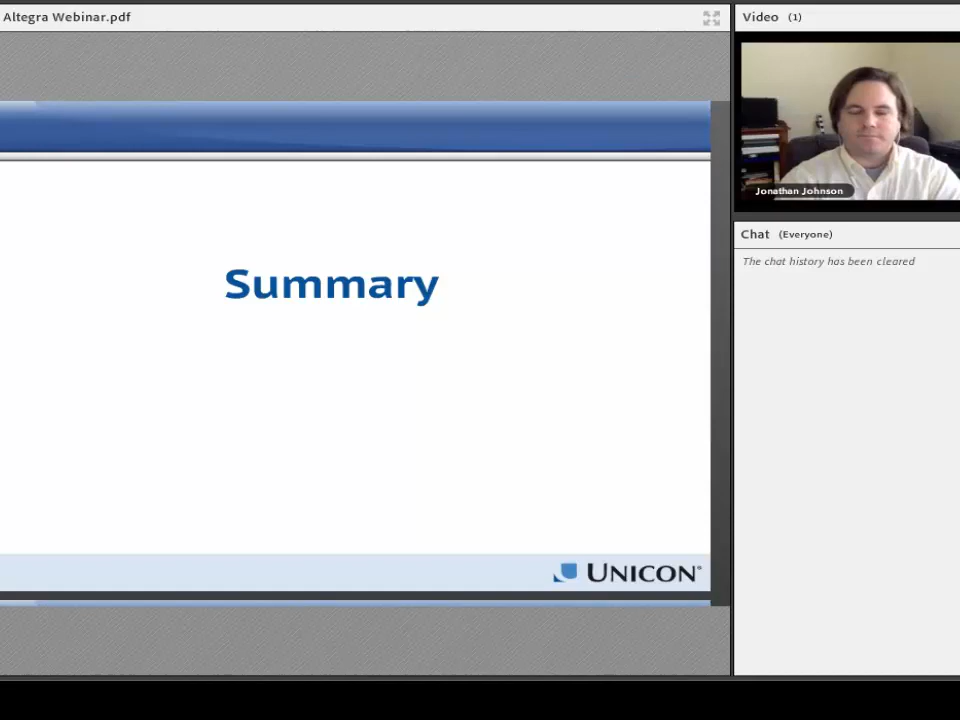 Altegra Webinar.pdf
Summary
UNICON®
Video (1)
Jonathan Johnson
Chat (Everyone)
The chat history has been cleared